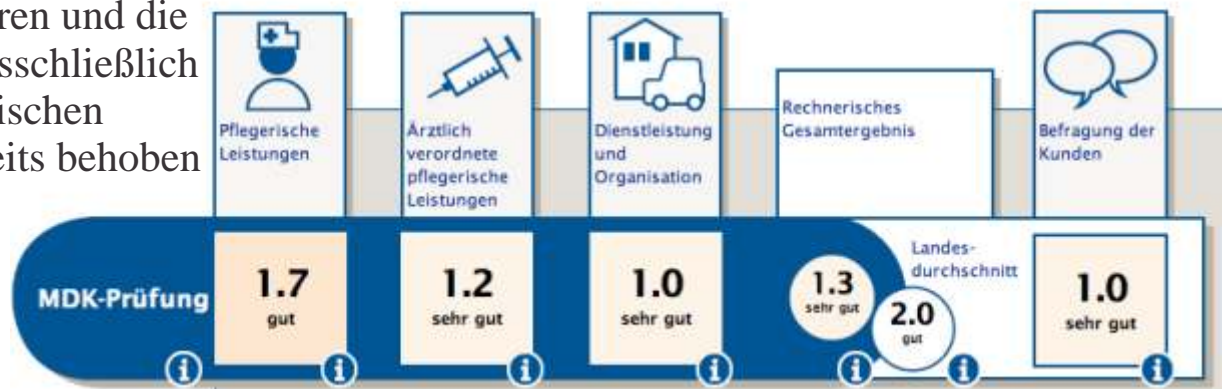 ren und die
sschließlich
ischen
eits behoben
Pflegerische
Leistungen
Ärztlich
verordnete
pflegerische
Leistungen
Dienstleistung
und
Organisation
Rechnerisches
Gesamtergebnis
Befragung der
Kunden
MDK-Prüfung
1.7
gut
1.2
sehr gut
1.0
sehr gut
1.3
sehr gut
Landes-
durchschnitt
2.0
gut
1.0
sehr gut